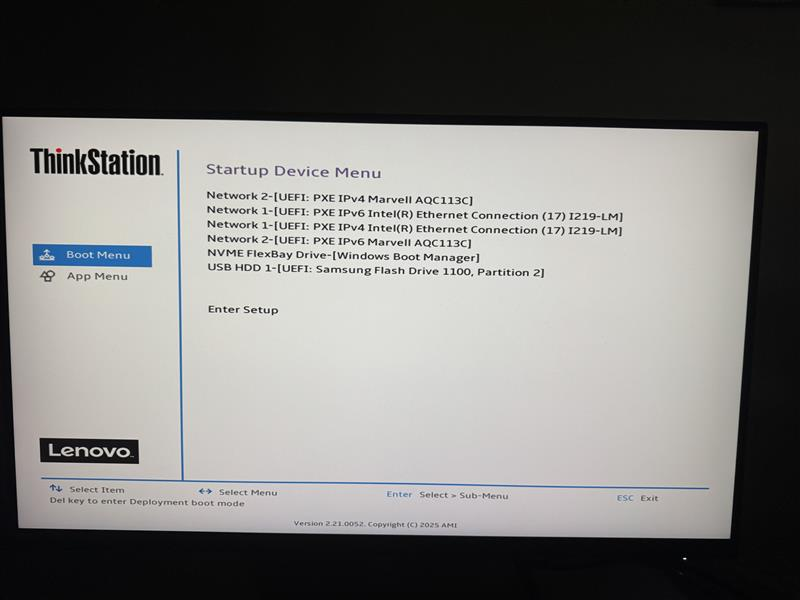 ThinkStation
Startup Device Menu
Network 2-[UEFI: PXE IPv4 Marvell AQC113C]
Network 1-[UEFI: PXE IPv6 Intel(R) Ethernet Connection (17) I219-LM]
Network 1-[UEFI: PXE IPv4 Intel(R) Ethernet Connection (17) I219-LM]
Network 2-[UEFI: PXE IPv6 Marvell AQC113C]
NVME FlexBay Drive-[Windows Boot Manager]
USB HDD 1-[UEFI: Samsung Flash Drive 1100, Partition 2]
Enter Setup
Boot Menu
App Menu
Lenovo
↑↓ Select Item
↔ Select Menu
Enter Select > Sub-Menu
ESC Exit
Del key to enter Deployment boot mode
Version 2.21.0052. Copyright (C) 2025 AMI